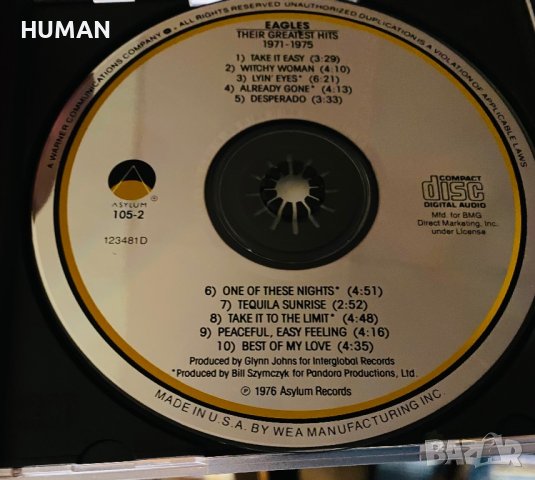 HUMAN
A WARNER COMMUNICATIONS COMPANY ALL RIGHTS RESERVED. UNAUTHORIZED DUPLICATION IS A VIOLATION OF APPLICABLE LAWS
EAGLES
THEIR GREATEST HITS
1971-1975
1) TAKE IT EASY (3:29)
2) WITCHY WOMAN (4:10)
3) LYIN' EYES* (6:21)
4) ALREADY GONE* (4:13)
5) DESPERADO (3:33)
ASYLUM ®
105-2
123481D
COMPACT
disc
DIGITAL AUDIO
Mfd. for BMG
Direct Marketing, Inc.
under License
6) ONE OF THESE NIGHTS* (4:51)
7) TEQUILA SUNRISE (2:52)
8) TAKE IT TO THE LIMIT* (4:48)
9) PEACEFUL, EASY FEELING (4:16)
10) BEST OF MY LOVE (4:35)
Produced by Glynn Johns for Interglobal Records
*Produced by Bill Szymczyk for Pandora Productions, Ltd.
℗ 1976 Asylum Records
MADE IN U.S.A. BY WEA MANUFACTURING INC
BAZAR